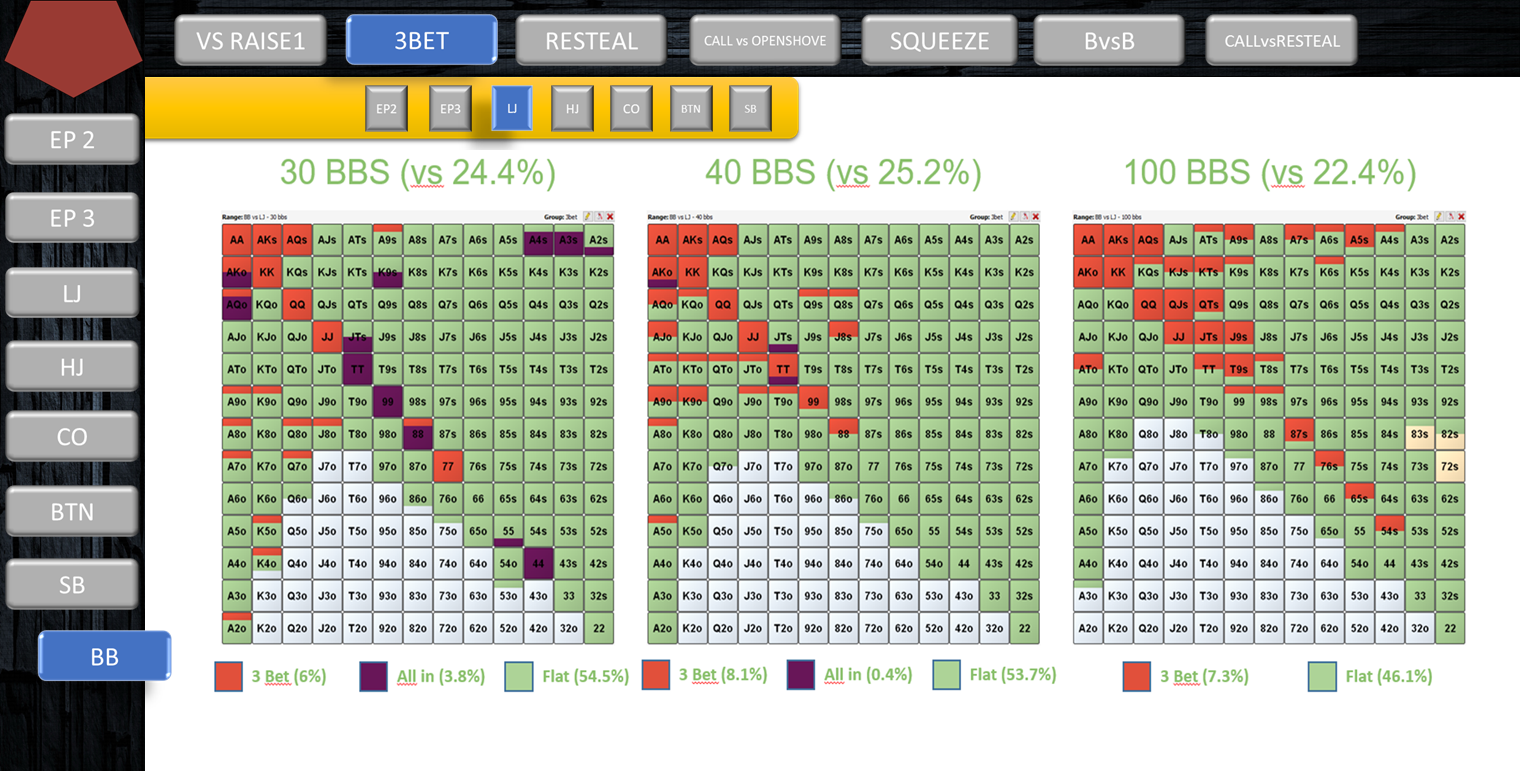 VS RAISE1 3BET RESTEAL CALL vs OPENSHOVE SQUEEZE BvsB CALLvsRESTEAL
EP2 EP3 LJ HJ CO BTN SB
EP 2
EP 3
LJ
HJ
CO
BTN
SB
BB
30 BBS (vs 24.4%)
Range: BB vs LJ - 30 bbs Group: 3bet
AA AKs AQs AJs ATs A9s A8s A7s A6s A5s A4s A3s A2s
AKo KK KQs KJs KTs K9s K8s K7s K6s K5s K4s K3s K2s
AQo KQo QQ QJs QTs Q9s Q8s Q7s Q6s Q5s Q4s Q3s Q2s
AJo KJo QJo JJ JTs J9s J8s J7s J6s J5s J4s J3s J2s
ATo KTo QTo JTo TT T9s T8s T7s T6s T5s T4s T3s T2s
A9o K9o Q9o J9o T9o 99 98s 97s 96s 95s 94s 93s 92s
A8o K8o Q8o J8o T8o 98o 88 87s 86s 85s 84s 83s 82s
A7o K7o Q7o J7o T7o 97o 87o 77 76s 75s 74s 73s 72s
A6o K6o Q6o J6o T6o 96o 86o 76o 66 65s 64s 63s 62s
A5o K5o Q5o J5o T5o 95o 85o 75o 65o 55 54s 53s 52s
A4o K4o Q4o J4o T4o 94o 84o 74o 64o 54o 44 43s 42s
A3o K3o Q3o J3o T3o 93o 83o 73o 63o 53o 43o 33 32s
A2o K2o Q2o J2o T2o 92o 82o 72o 62o 52o 42o 32o 22
3 Bet (6%) All in (3.8%) Flat (54.5%)
40 BBS (vs 25.2%)
Range: BB vs LJ - 40 bbs Group: 3bet
AA AKs AQs AJs ATs A9s A8s A7s A6s A5s A4s A3s A2s
AKo KK KQs KJs KTs K9s K8s K7s K6s K5s K4s K3s K2s
AQo KQo QQ QJs QTs Q9s Q8s Q7s Q6s Q5s Q4s Q3s Q2s
AJo KJo QJo JJ JTs J9s J8s J7s J6s J5s J4s J3s J2s
ATo KTo QTo JTo TT T9s T8s T7s T6s T5s T4s T3s T2s
A9o K9o Q9o J9o T9o 99 98s 97s 96s 95s 94s 93s 92s
A8o K8o Q8o J8o T8o 98o 88 87s 86s 85s 84s 83s 82s
A7o K7o Q7o J7o T7o 97o 87o 77 76s 75s 74s 73s 72s
A6o K6o Q6o J6o T6o 96o 86o 76o 66 65s 64s 63s 62s
A5o K5o Q5o J5o T5o 95o 85o 75o 65o 55 54s 53s 52s
A4o K4o Q4o J4o T4o 94o 84o 74o 64o 54o 44 43s 42s
A3o K3o Q3o J3o T3o 93o 83o 73o 63o 53o 43o 33 32s
A2o K2o Q2o J2o T2o 92o 82o 72o 62o 52o 42o 32o 22
3 Bet (8.1%) All in (0.4%) Flat (53.7%)
100 BBS (vs 22.4%)
Range: BB vs LJ - 100 bbs Group: 3bet
AA AKs AQs AJs ATs A9s A8s A7s A6s A5s A4s A3s A2s
AKo KK KQs KJs KTs K9s K8s K7s K6s K5s K4s K3s K2s
AQo KQo QQ QJs QTs Q9s Q8s Q7s Q6s Q5s Q4s Q3s Q2s
AJo KJo QJo JJ JTs J9s J8s J7s J6s J5s J4s J3s J2s
ATo KTo QTo JTo TT T9s T8s T7s T6s T5s T4s T3s T2s
A9o K9o Q9o J9o T9o 99 98s 97s 96s 95s 94s 93s 92s
A8o K8o Q8o J8o T8o 98o 88 87s 86s 85s 84s 83s 82s
A7o K7o Q7o J7o T7o 97o 87o 77 76s 75s 74s 73s 72s
A6o K6o Q6o J6o T6o 96o 86o 76o 66 65s 64s 63s 62s
A5o K5o Q5o J5o T5o 95o 85o 75o 65o 55 54s 53s 52s
A4o K4o Q4o J4o T4o 94o 84o 74o 64o 54o 44 43s 42s
A3o K3o Q3o J3o T3o 93o 83o 73o 63o 53o 43o 33 32s
A2o K2o Q2o J2o T2o 92o 82o 72o 62o 52o 42o 32o 22
3 Bet (7.3%) Flat (46.1%)